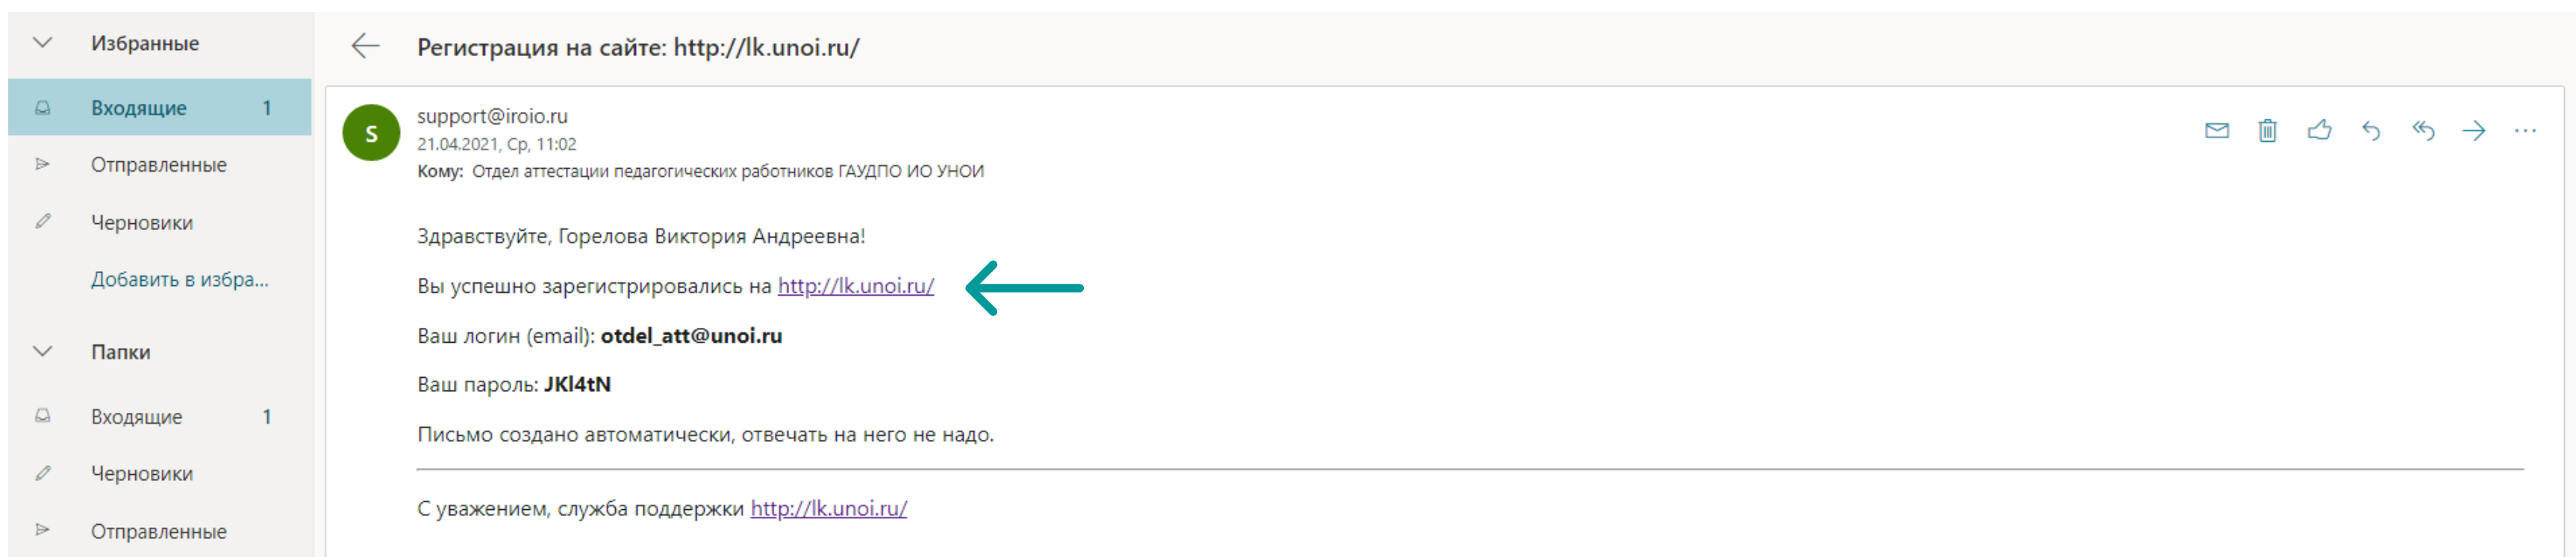 Избранные
Входящие 1
Отправленные
Черновики
Добавить в избра...
Папки
Входящие 1
Черновики
Отправленные
Регистрация на сайте: http://lk.unoi.ru/
S
support@iroio.ru
21.04.2021, Ср, 11:02
Кому: Отдел аттестации педагогических работников ГАУДПО ИО УНОИ
Здравствуйте, Горелова Виктория Андреевна!
Вы успешно зарегистрировались на http://lk.unoi.ru/
Ваш логин (email): otdel_att@unoi.ru
Ваш пароль: JKl4tN
Письмо создано автоматически, отвечать на него не надо.
С уважением, служба поддержки http://lk.unoi.ru/